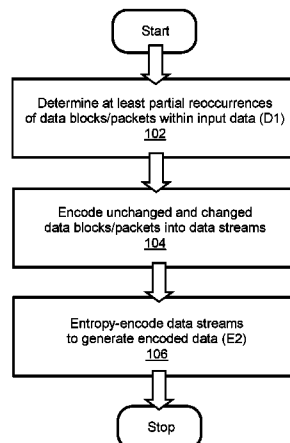 Start
Determine at least partial reoccurrences
of data blocks/packets within input data (D1)
102
Encode unchanged and changed
data blocks/packets into data streams
104
Entropy-encode data streams
to generate encoded data (E2)
106
Stop